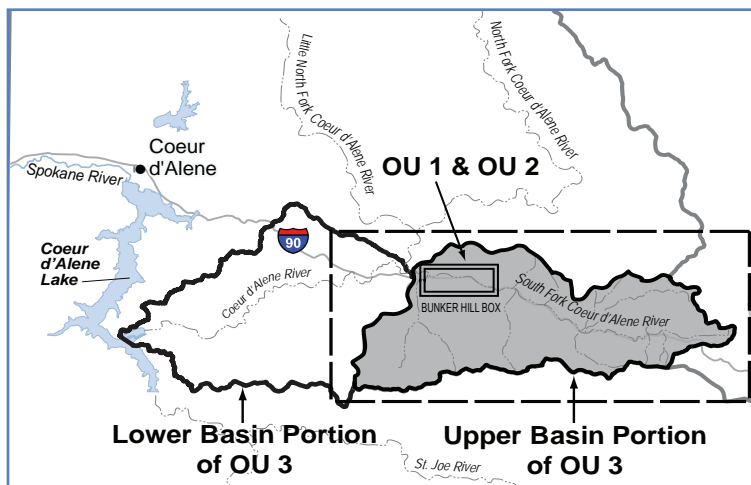 Little North Fork Coeur d'Alene River
North Fork Coeur d'Alene River
Coeur
d'Alene
Spokane River
OU 1 & OU 2
Coeur
d'Alene
Lake
90
Coeur d'Alene River
BUNKER HILL BOX
South Fork Coeur d'Alene River
Lower Basin Portion
of OU 3
Upper Basin Portion
of OU 3
St. Joe River